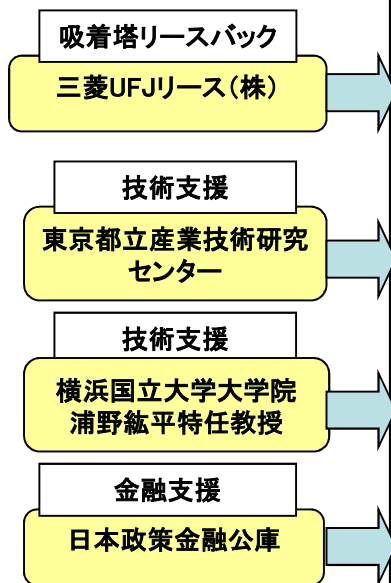 吸着塔リースバック
三菱UFJリース(株)
技術支援
東京都立産業技術研究
センター
技術支援
横浜国立大学大学院
浦野紘平特任教授
金融支援
日本政策金融公庫